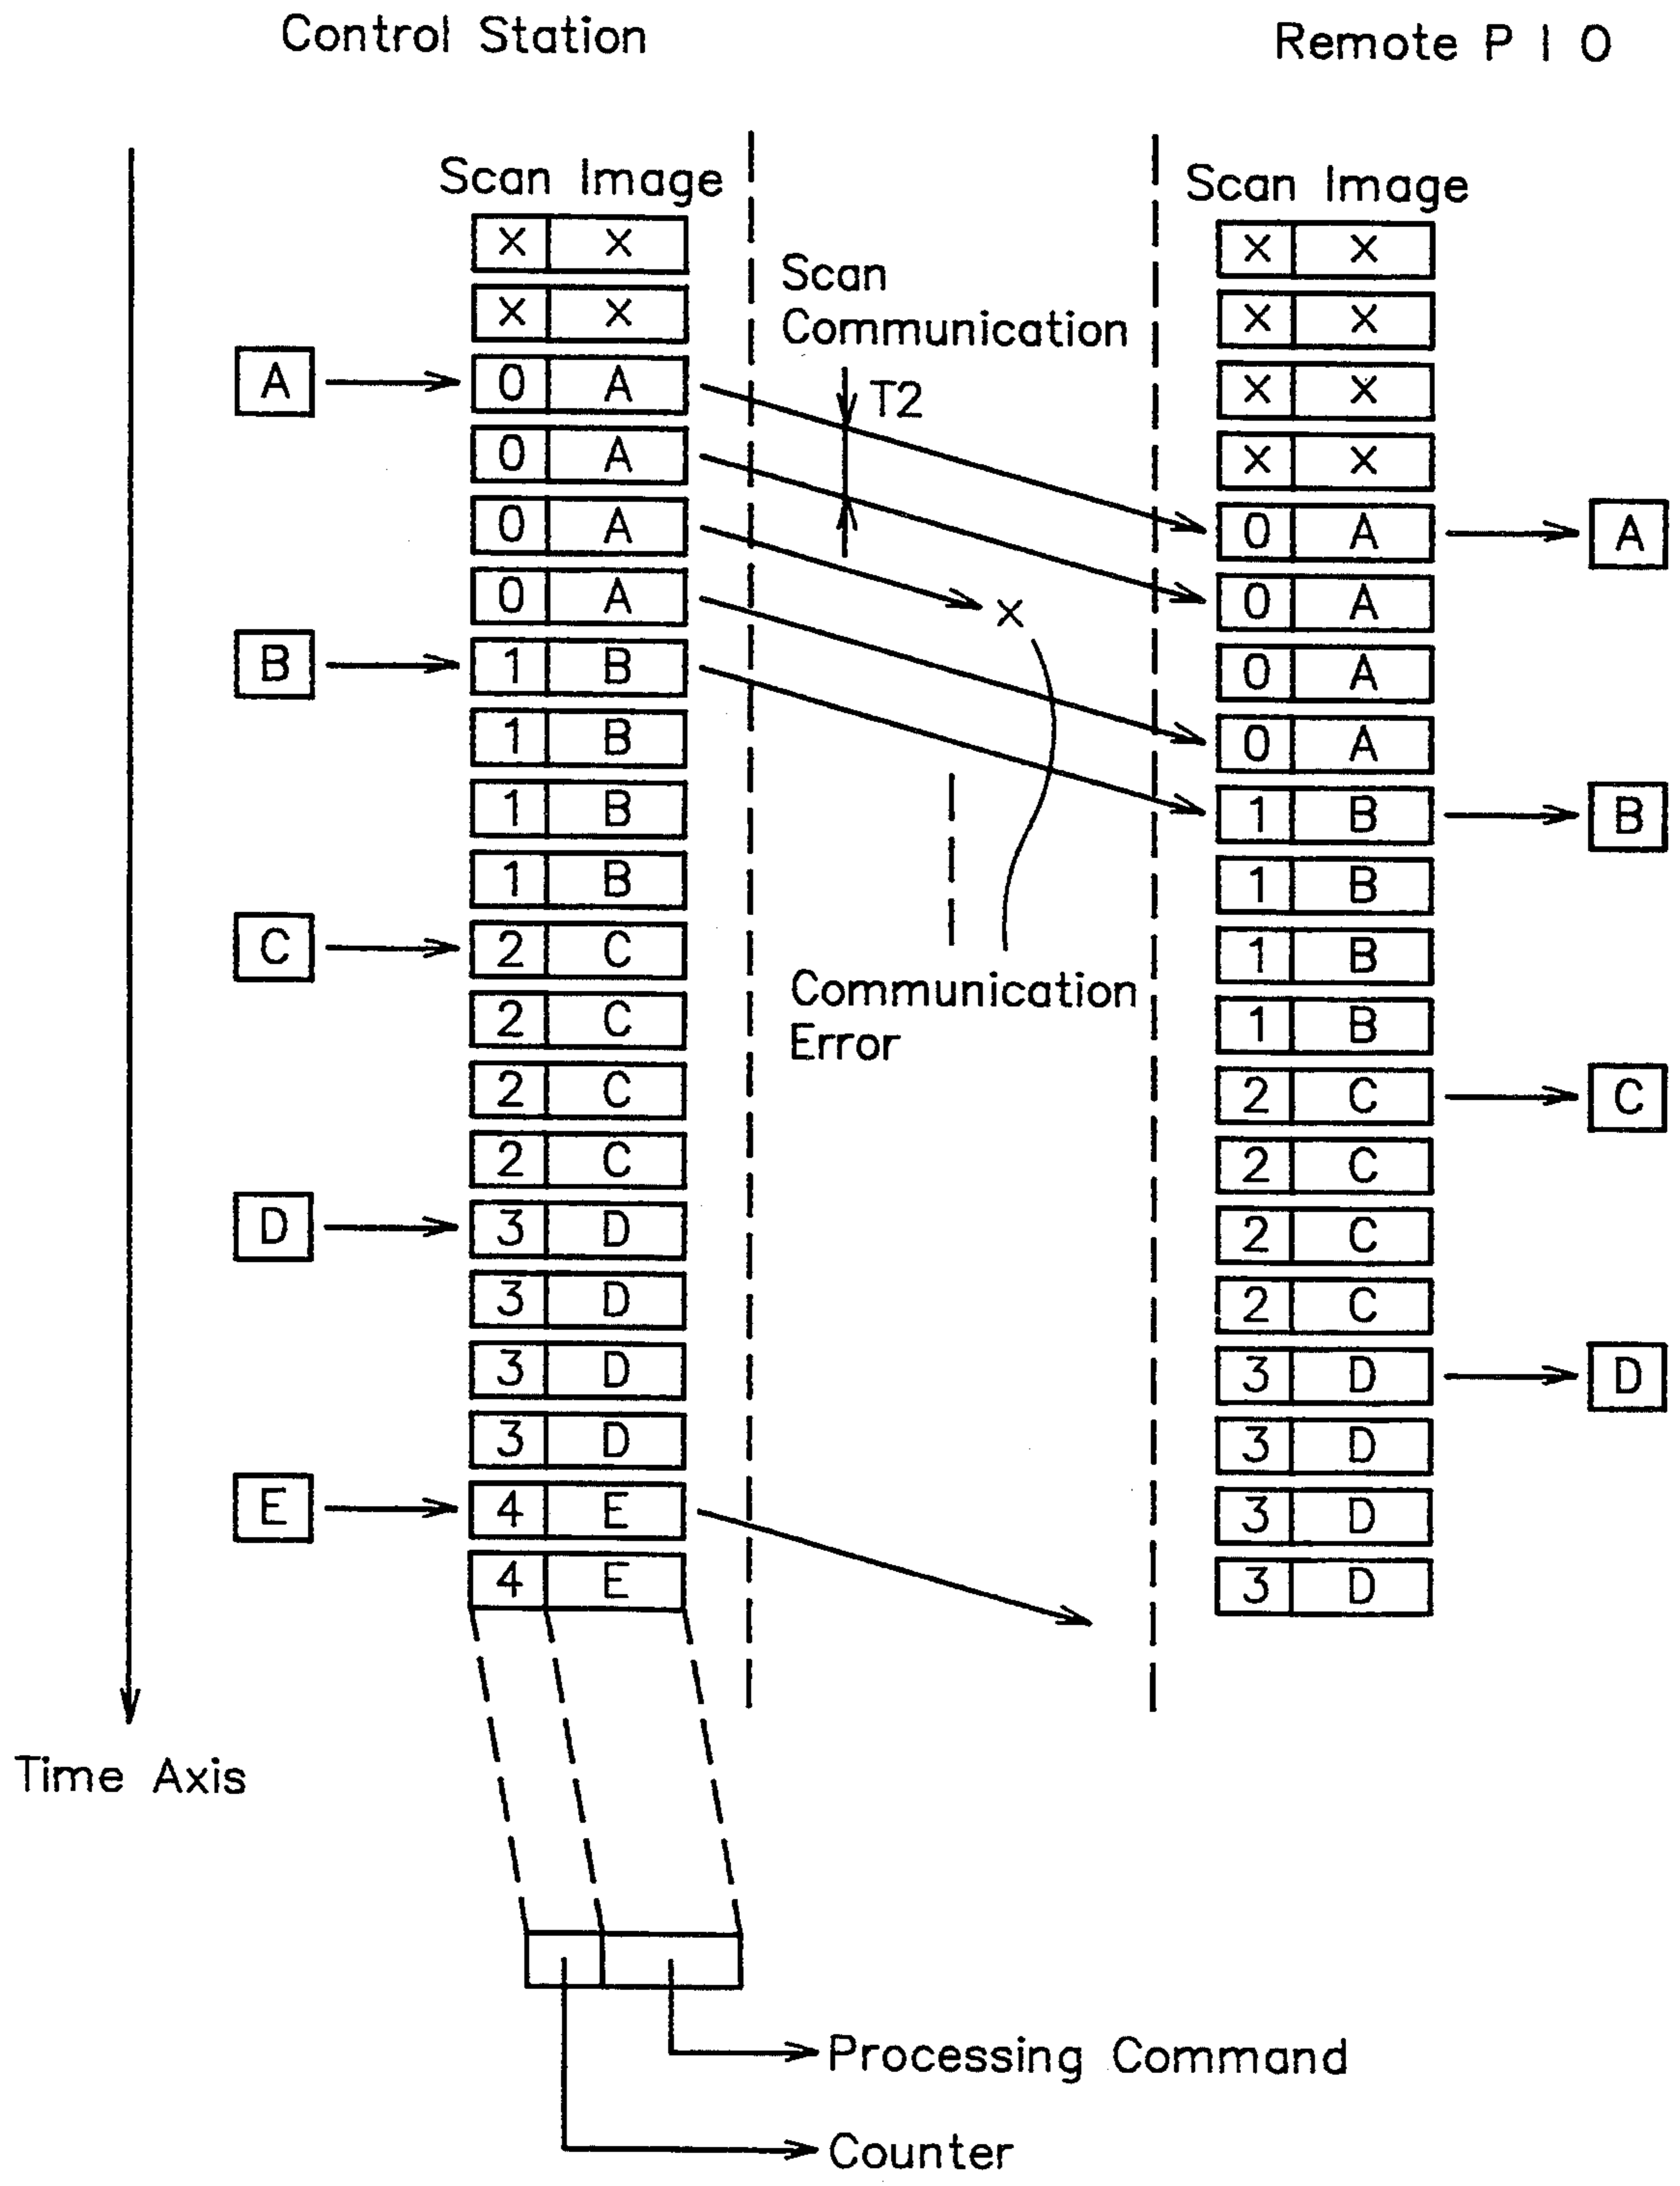 Control Station
Remote P I O
Scan Image
Scan Image
x x
x x
x x
x x
Scan
Communication
A
0 A
T2
x x
0 A
x x
0 A
0 A
A
0 A
x
0 A
B
1 B
0 A
1 B
0 A
1 B
1 B
B
1 B
1 B
C
2 C
1 B
2 C
Communication
Error
1 B
2 C
2 C
C
2 C
2 C
D
3 D
2 C
3 D
2 C
3 D
3 D
D
3 D
3 D
E
4 E
3 D
4 E
3 D
Time Axis
Processing Command
Counter